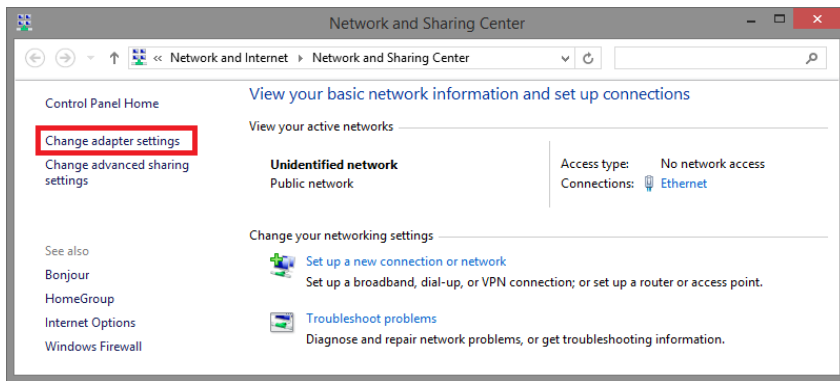 Network and Sharing Center
« Network and Internet Network and Sharing Center
Control Panel Home
Change adapter settings
Change advanced sharing
settings
See also
Bonjour
HomeGroup
Internet Options
Windows Firewall
View your basic network information and set up connections
View your active networks
Unidentified network
Public network
Access type: No network access
Connections: Ethernet
Change your networking settings
Set up a new connection or network
Set up a broadband, dial-up, or VPN connection; or set up a router or access point.
Troubleshoot problems
Diagnose and repair network problems, or get troubleshooting information.